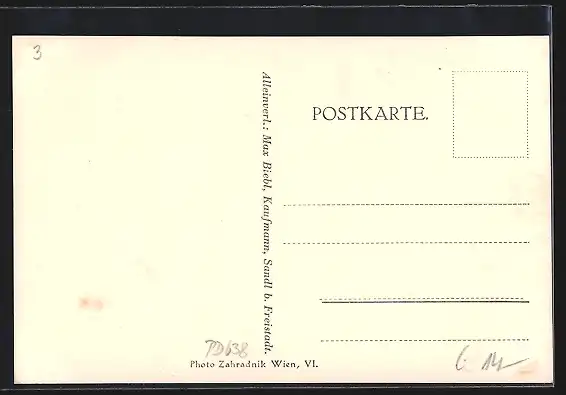 3
POSTKARTE.
Alleinverl.: Max Biebl, Kaufmann, Sandl b. Freistadt.
Photo Zahradnik Wien, VI.